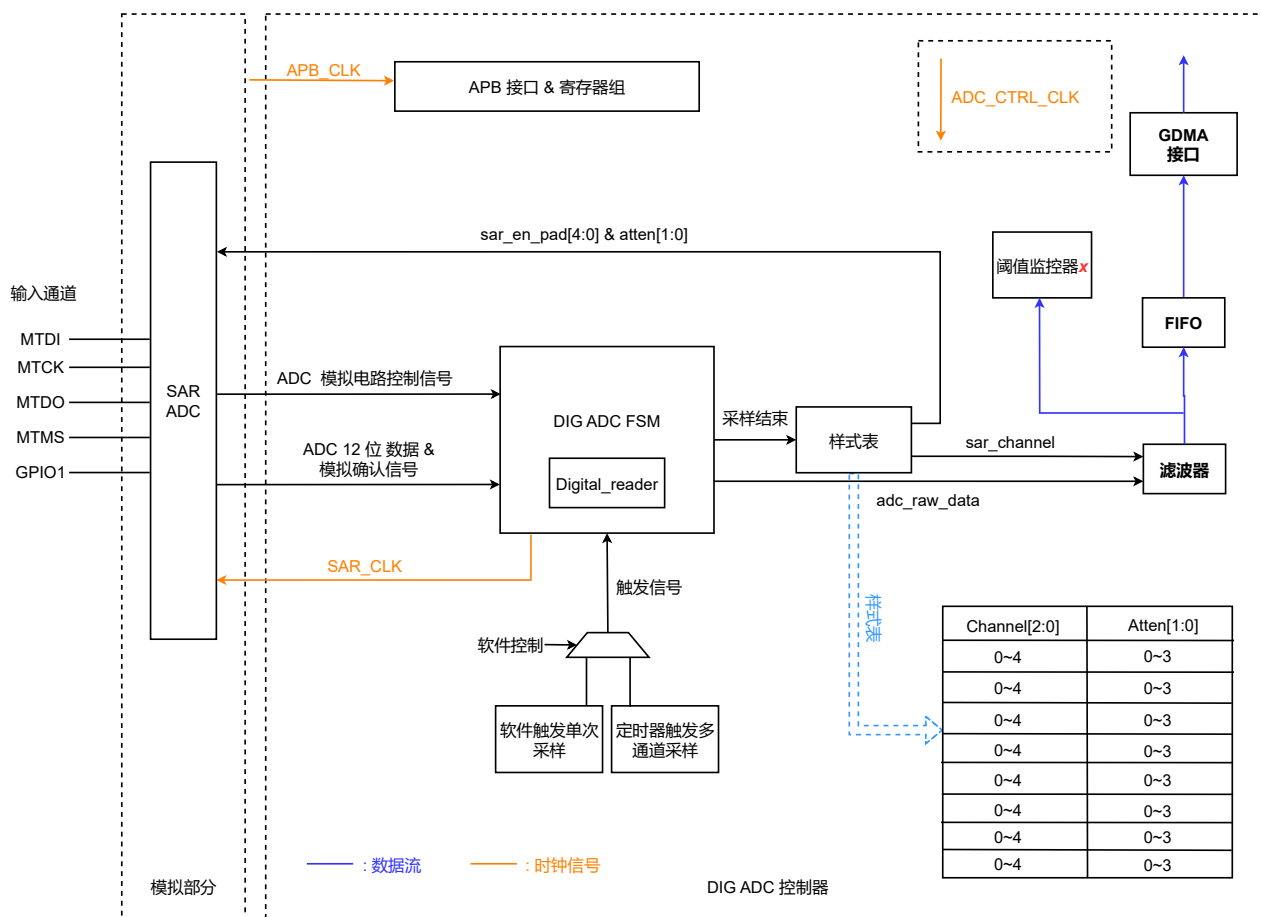 APB_CLK
APB 接口 & 寄存器组
ADC_CTRL_CLK
GDMA
接口
sar_en_pad[4:0] & atten[1:0]
阈值监控器x
FIFO
输入通道
MTDI
MTCK
MTDO
MTMS
GPIO1
SAR
ADC
ADC 模拟电路控制信号
ADC 12 位 数据 &
模拟确认信号
DIG ADC FSM
Digital_reader
采样结束
样式表
sar_channel
滤波器
adc_raw_data
SAR_CLK
触发信号
软件控制
软件触发单次
采样
定时器触发多
通道采样
样式表
Channel[2:0] Atten[1:0]
0~4 0~3
0~4 0~3
0~4 0~3
0~4 0~3
0~4 0~3
0~4 0~3
0~4 0~3
0~4 0~3
: 数据流
: 时钟信号
模拟部分
DIG ADC 控制器